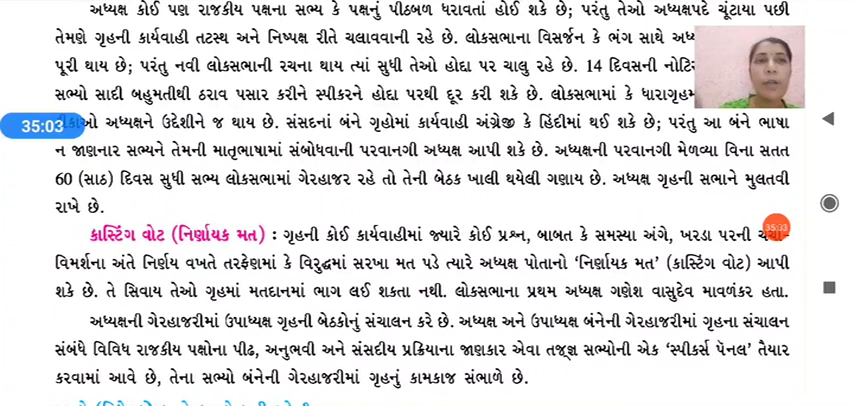 અધ્યક્ષ કોઈ પણ રાજકીય પક્ષના સભ્ય કે પક્ષનું પીઠબળ ધરાવતાં હોઈ શકે છે; પરંતુ તેઓ અધ્યક્ષપદે ચૂંટાયા પછી
તેમણે ગૃહની કાર્યવાહી તટસ્થ અને નિષ્પક્ષ રીતે ચલાવવાની રહે છે. લોકસભાના વિસર્જન કે ભંગ સાથે
પૂરી થાય છે; પરંતુ નવી લોકસભાની રચના થાય ત્યાં સુધી તેઓ હોદ્દા પર ચાલુ રહે છે. 14 દિવસની
સભ્યો સાદી બહુમતીથી ઠરાવ પસાર કરીને સ્પીકરને હોદ્દા પરથી દૂર કરી શકે છે. લોકસભામાં કે
35:03 અધ્યક્ષને ઉદ્દેશીને જ થાય છે. સંસદનાં બંને ગૃહોમાં કાર્યવાહી અંગ્રેજી કે હિંદીમાં થઈ શકે છે; પરંતુ આ બંને ભાષા
ન જાણનાર સભ્યને તેમની માતૃભાષામાં સંબોધવાની પરવાનગી અધ્યક્ષ આપી શકે છે. અધ્યક્ષની પરવાનગી મેળવ્યા વિના સતત
60 (સાઠ) દિવસ સુધી સભ્ય લોકસભામાં ગેરહાજર રહે તો તેની બેઠક ખાલી થયેલી ગણાય છે. અધ્યક્ષ ગૃહની સભાને મુલતવી
રાખે છે.
35:03
કાસ્ટિંગ વોટ (નિર્ણાયક મત) : ગૃહની કોઈ કાર્યવાહીમાં જ્યારે કોઈ પ્રશ્ન, બાબત કે સમસ્યા અંગે, ખરડા પરની ચર્ચા-
વિમર્શના અંતે નિર્ણય વખતે તરફેણમાં કે વિરુદ્ધમાં સરખા મત પડે ત્યારે અધ્યક્ષ પોતાનો ‘નિર્ણાયક મત’ (કાસ્ટિંગ વોટ) આપી
શકે છે. તે સિવાય તેઓ ગૃહમાં મતદાનમાં ભાગ લઈ શકતા નથી. લોકસભાના પ્રથમ અધ્યક્ષ ગણેશ વાસુદેવ માવળંકર હતા.
અધ્યક્ષની ગેરહાજરીમાં ઉપાધ્યક્ષ ગૃહની બેઠકોનું સંચાલન કરે છે. અધ્યક્ષ અને ઉપાધ્યક્ષ બંનેની ગેરહાજરીમાં ગૃહના સંચાલન
સંબંધે વિવિધ રાજકીય પક્ષોના પીઢ, અનુભવી અને સંસદીય પ્રક્રિયાના જાણકાર એવા તજ્જ્ઞ સભ્યોની એક ‘સ્પીકર્સ પૅનલ’ તૈયાર
કરવામાં આવે છે, તેના સભ્યો બંનેની ગેરહાજરીમાં ગૃહનું કામકાજ સંભાળે છે.